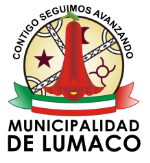 CONTIGO SEGUIMOS AVANZANDO
MUNICIPALIDAD
DE LUMACO